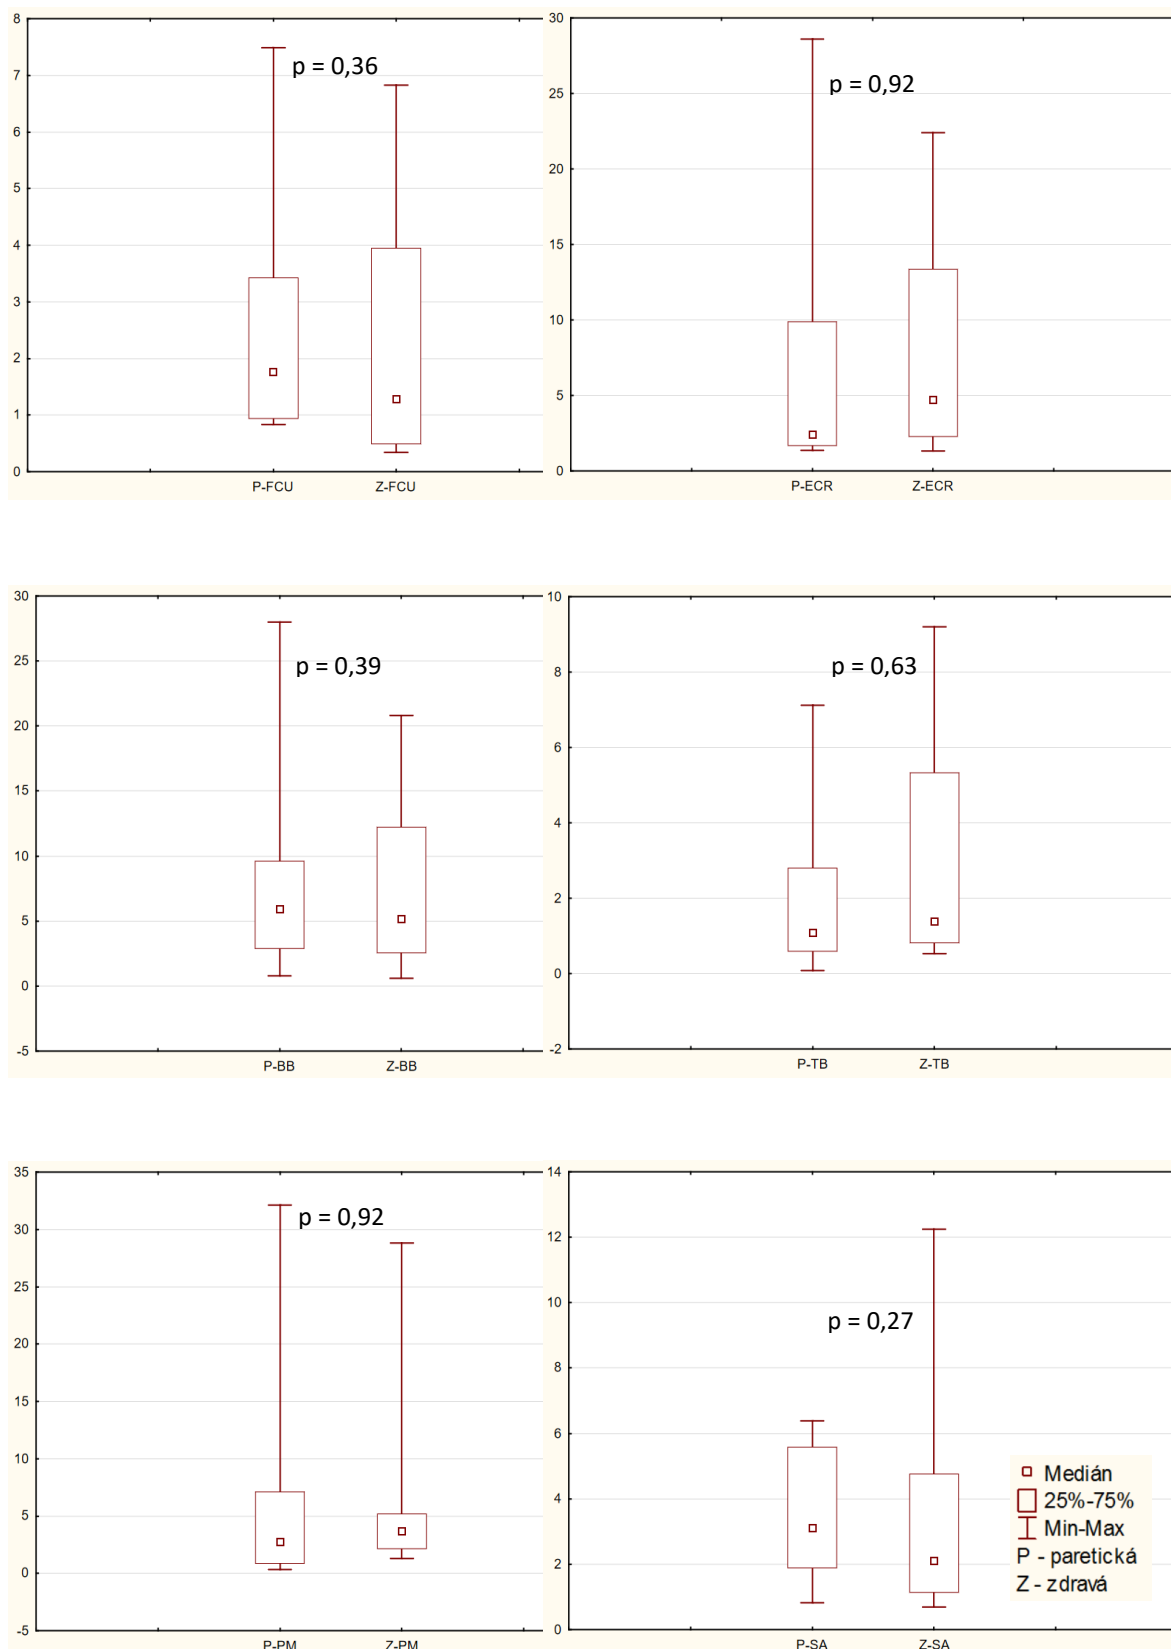 8
7
6
5
4
3
2
1
0
p = 0,36
P-FCU
Z-FCU
30
25
20
15
10
5
0
p = 0,92
P-ECR
Z-ECR
30
25
20
15
10
5
0
-5
p = 0,39
P-BB
Z-BB
10
8
6
4
2
0
-2
p = 0,63
P-TB
Z-TB
35
30
25
20
15
10
5
0
-5
p = 0,92
P-PM
Z-PM
14
12
10
8
6
4
2
0
p = 0,27
P-SA
Z-SA
Medián
25%-75%
Min-Max
P - paretická
Z - zdravá